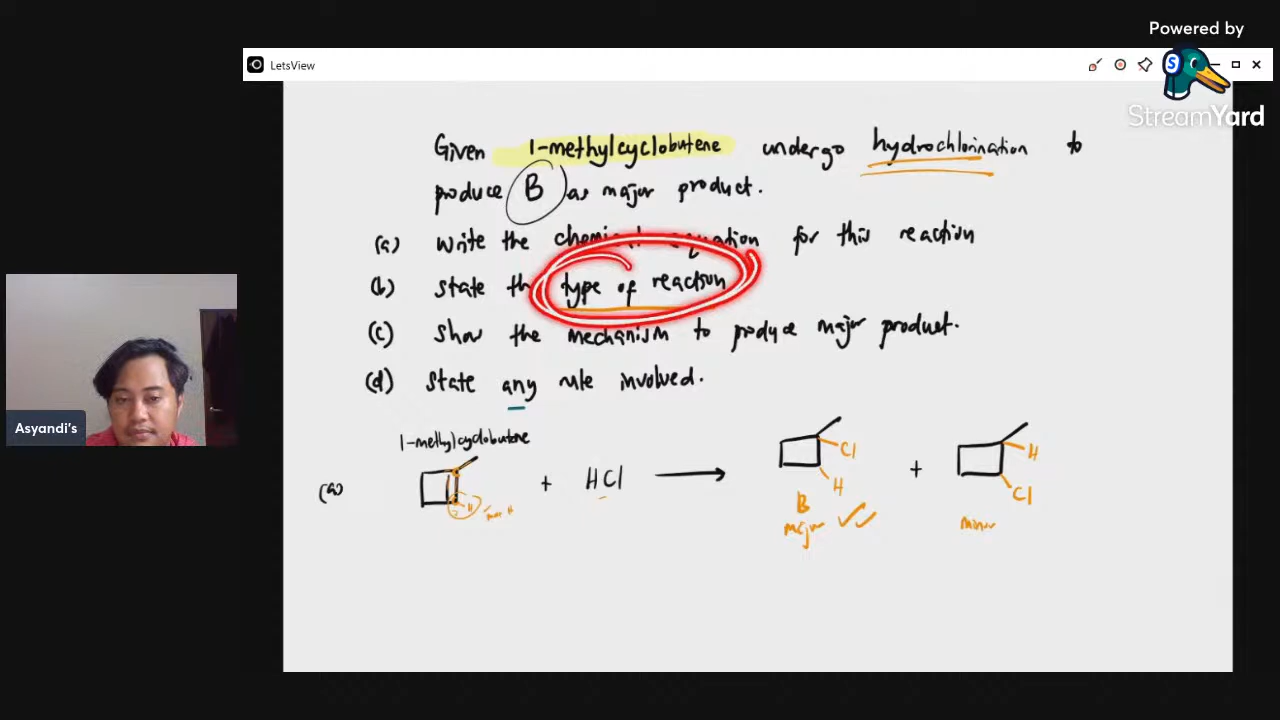 Powered by
LetsView
StreamYard
Given 1-methylcyclobutene undergo hydrochlorination to
produce B as major product.
(a) Write the chemical equation for this reaction
(b) State the type of reaction
(c) Show the mechanism to produce major product.
(d) State any rule involved.
Asyandi's
1-methylcyclobutene
(a) + HCl → Cl H + H Cl
B
major minor